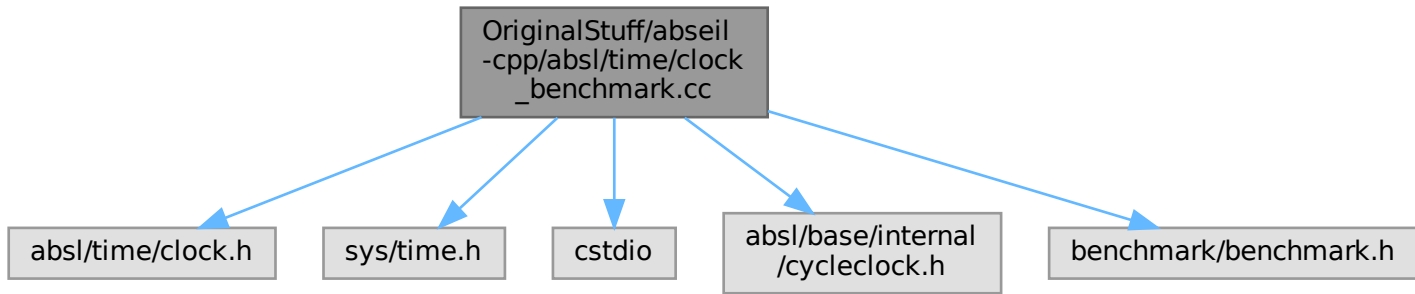 OriginalStuff/abseil
-cpp/absl/time/clock
_benchmark.cc
absl/time/clock.h
sys/time.h
cstdio
absl/base/internal
/cycleclock.h
benchmark/benchmark.h